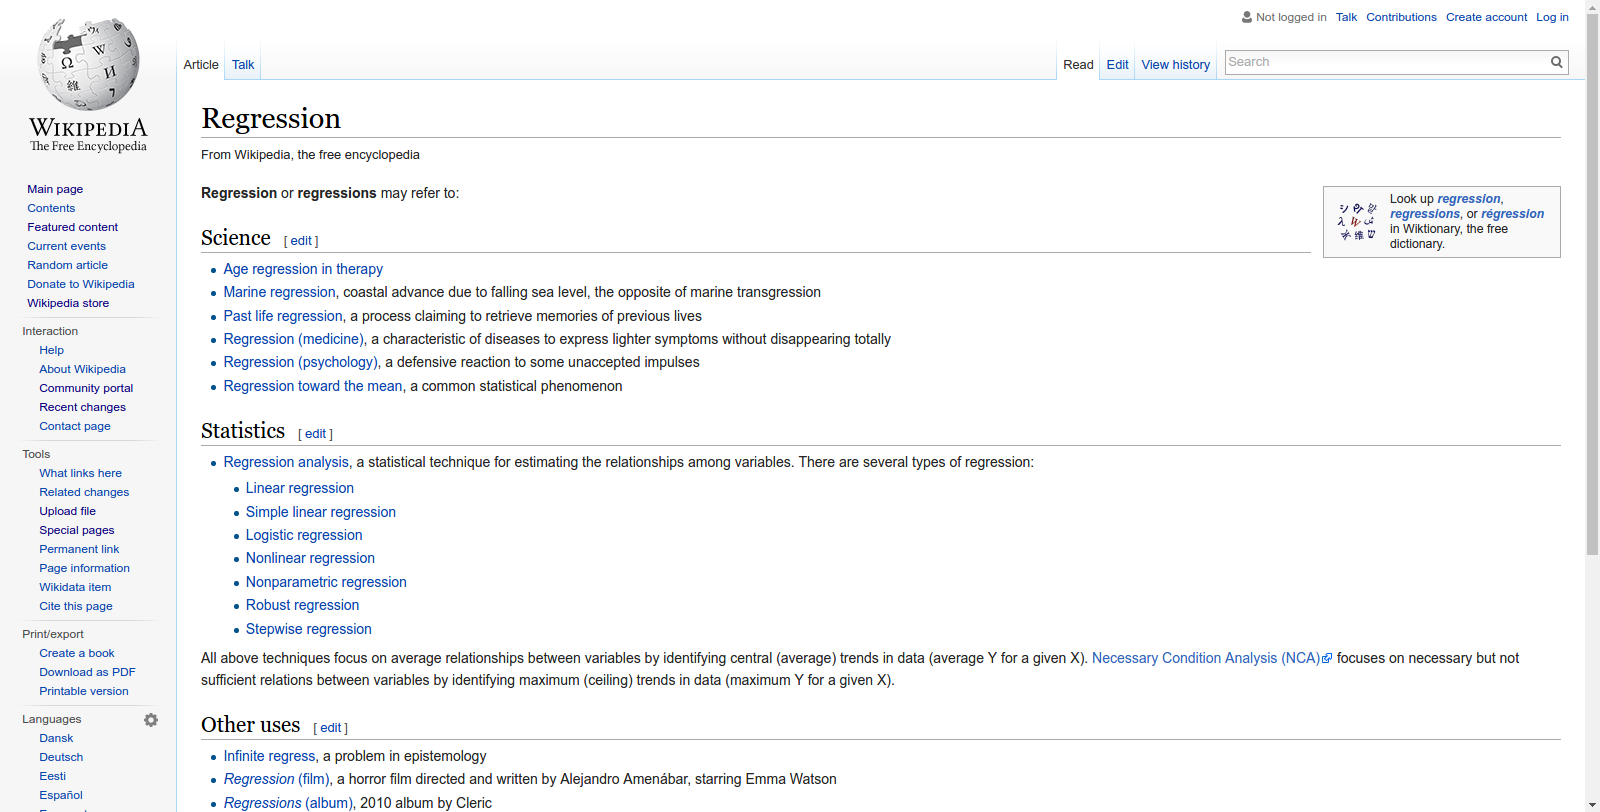 Not logged in Talk Contributions Create account Log in
Article Talk Read Edit View history Search
WIKIPEDIA
The Free Encyclopedia
Main page
Contents
Featured content
Current events
Random article
Donate to Wikipedia
Wikipedia store
Interaction
Help
About Wikipedia
Community portal
Recent changes
Contact page
Tools
What links here
Related changes
Upload file
Special pages
Permanent link
Page information
Wikidata item
Cite this page
Print/export
Create a book
Download as PDF
Printable version
Languages
Dansk
Deutsch
Eesti
Español
Regression
From Wikipedia, the free encyclopedia
Regression or regressions may refer to:
Look up regression,
regressions, or régression
in Wiktionary, the free
dictionary.
Science [ edit ]
Age regression in therapy
Marine regression, coastal advance due to falling sea level, the opposite of marine transgression
Past life regression, a process claiming to retrieve memories of previous lives
Regression (medicine), a characteristic of diseases to express lighter symptoms without disappearing totally
Regression (psychology), a defensive reaction to some unaccepted impulses
Regression toward the mean, a common statistical phenomenon
Statistics [ edit ]
Regression analysis, a statistical technique for estimating the relationships among variables. There are several types of regression:
Linear regression
Simple linear regression
Logistic regression
Nonlinear regression
Nonparametric regression
Robust regression
Stepwise regression
All above techniques focus on average relationships between variables by identifying central (average) trends in data (average Y for a given X). Necessary Condition Analysis (NCA) focuses on necessary but not
sufficient relations between variables by identifying maximum (ceiling) trends in data (maximum Y for a given X).
Other uses [ edit ]
Infinite regress, a problem in epistemology
Regression (film), a horror film directed and written by Alejandro Amenábar, starring Emma Watson
Regressions (album), 2010 album by Cleric